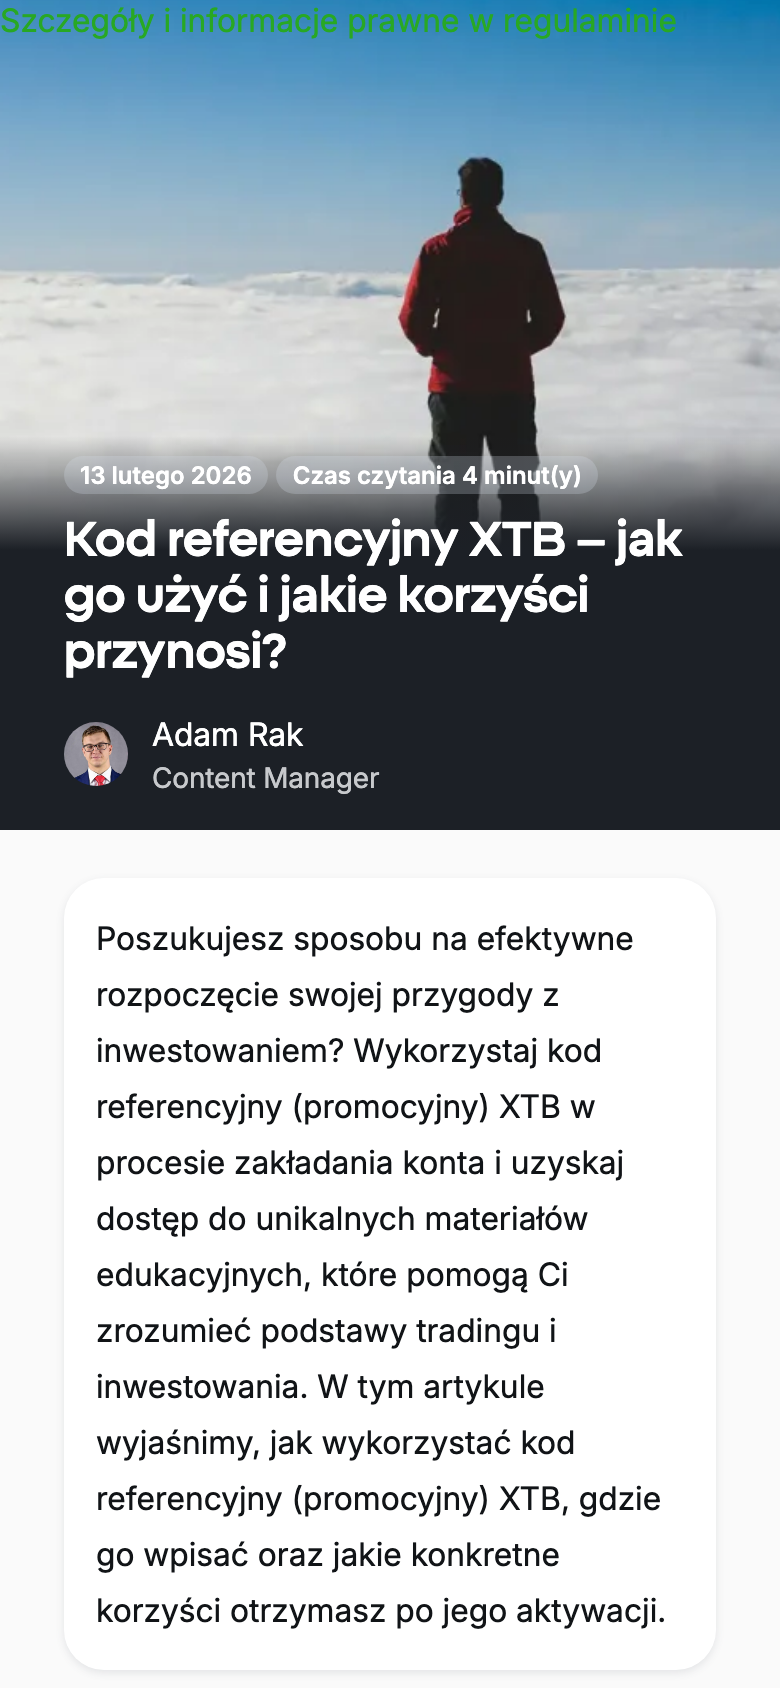 Szczegóły i informacje prawne w regulaminie
13 lutego 2026
Czas czytania 4 minut(y)
Kod referencyjny XTB – jak
go użyć i jakie korzyści
przynosi?
Adam Rak
Content Manager
Poszukujesz sposobu na efektywne
rozpoczęcie swojej przygody z
inwestowaniem? Wykorzystaj kod
referencyjny (promocyjny) XTB w
procesie zakładania konta i uzyskaj
dostęp do unikalnych materiałów
edukacyjnych, które pomogą Ci
zrozumieć podstawy tradingu i
inwestowania. W tym artykule
wyjaśnimy, jak wykorzystać kod
referencyjny (promocyjny) XTB, gdzie
go wpisać oraz jakie konkretne
korzyści otrzymasz po jego aktywacji.